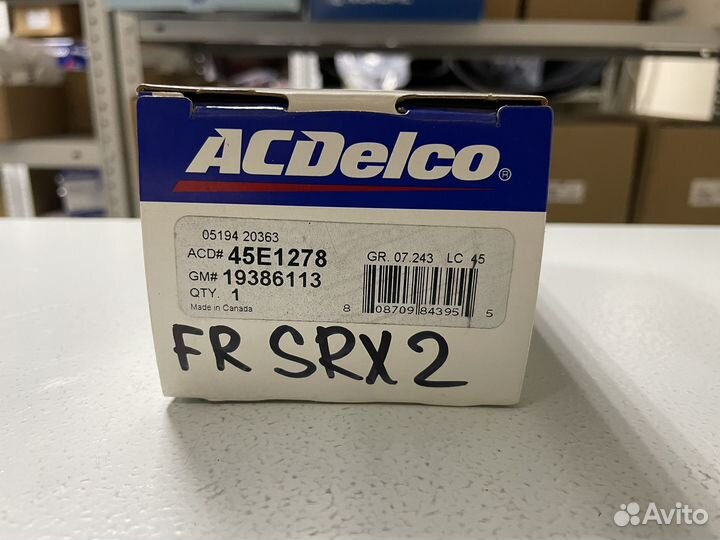 ACDelco®
05194 20363
ACD# 45E1278
GM# 19386113
QTY. 1
Made in Canada
GR. 07.243 LC 45
8 08709 84395 5
FR SRX 2
Avito